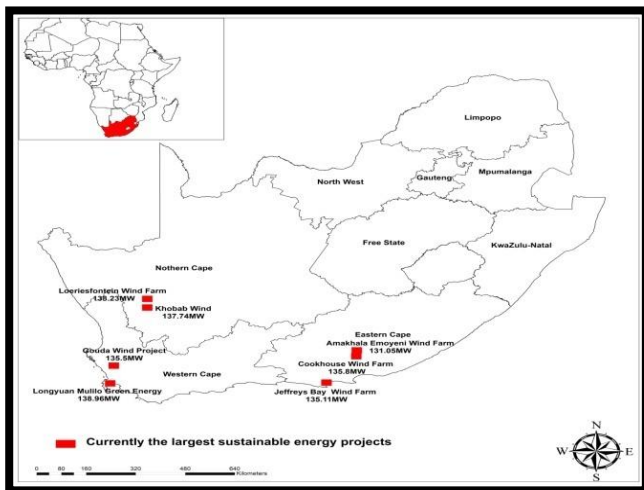 Limpopo
North West
Gauteng
Mpumalanga
Free State
KwaZulu-Natal
Nothern Cape
Loeriesfontein Wind Farm
138.23MW
Khobab Wind
137.74MW
Eastern Cape
Amakhala Emoyeni Wind Farm
131.05MW
Cookhouse Wind Farm
135.8MW
Gouda Wind Project
135.5MW
Western Cape
Longyuan Mulilo Green Energy
138.96MW
Jeffreys Bay Wind Farm
135.11MW
Currently the largest sustainable energy projects
N
W E
S
0 80 160 320 480 640
Kilometers